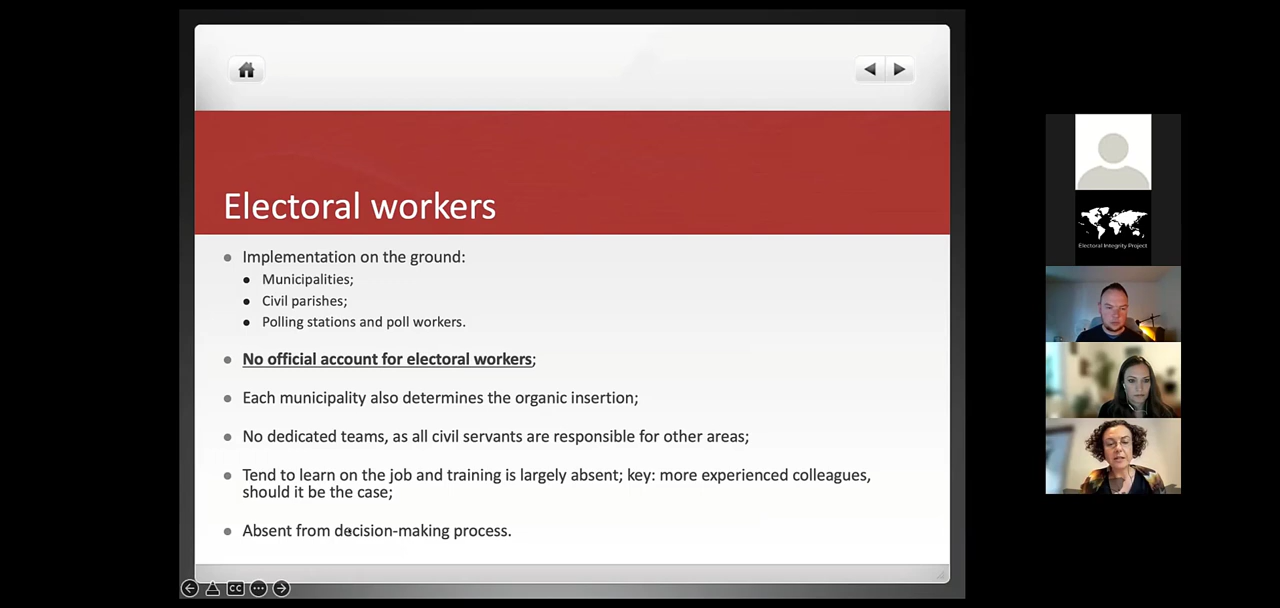 Electoral workers
Implementation on the ground:
Municipalities;
Civil parishes;
Polling stations and poll workers.
No official account for electoral workers;
Each municipality also determines the organic insertion;
No dedicated teams, as all civil servants are responsible for other areas;
Tend to learn on the job and training is largely absent; key: more experienced colleagues,
should it be the case;
Absent from decision-making process.
CC
Electoral Integrity Project